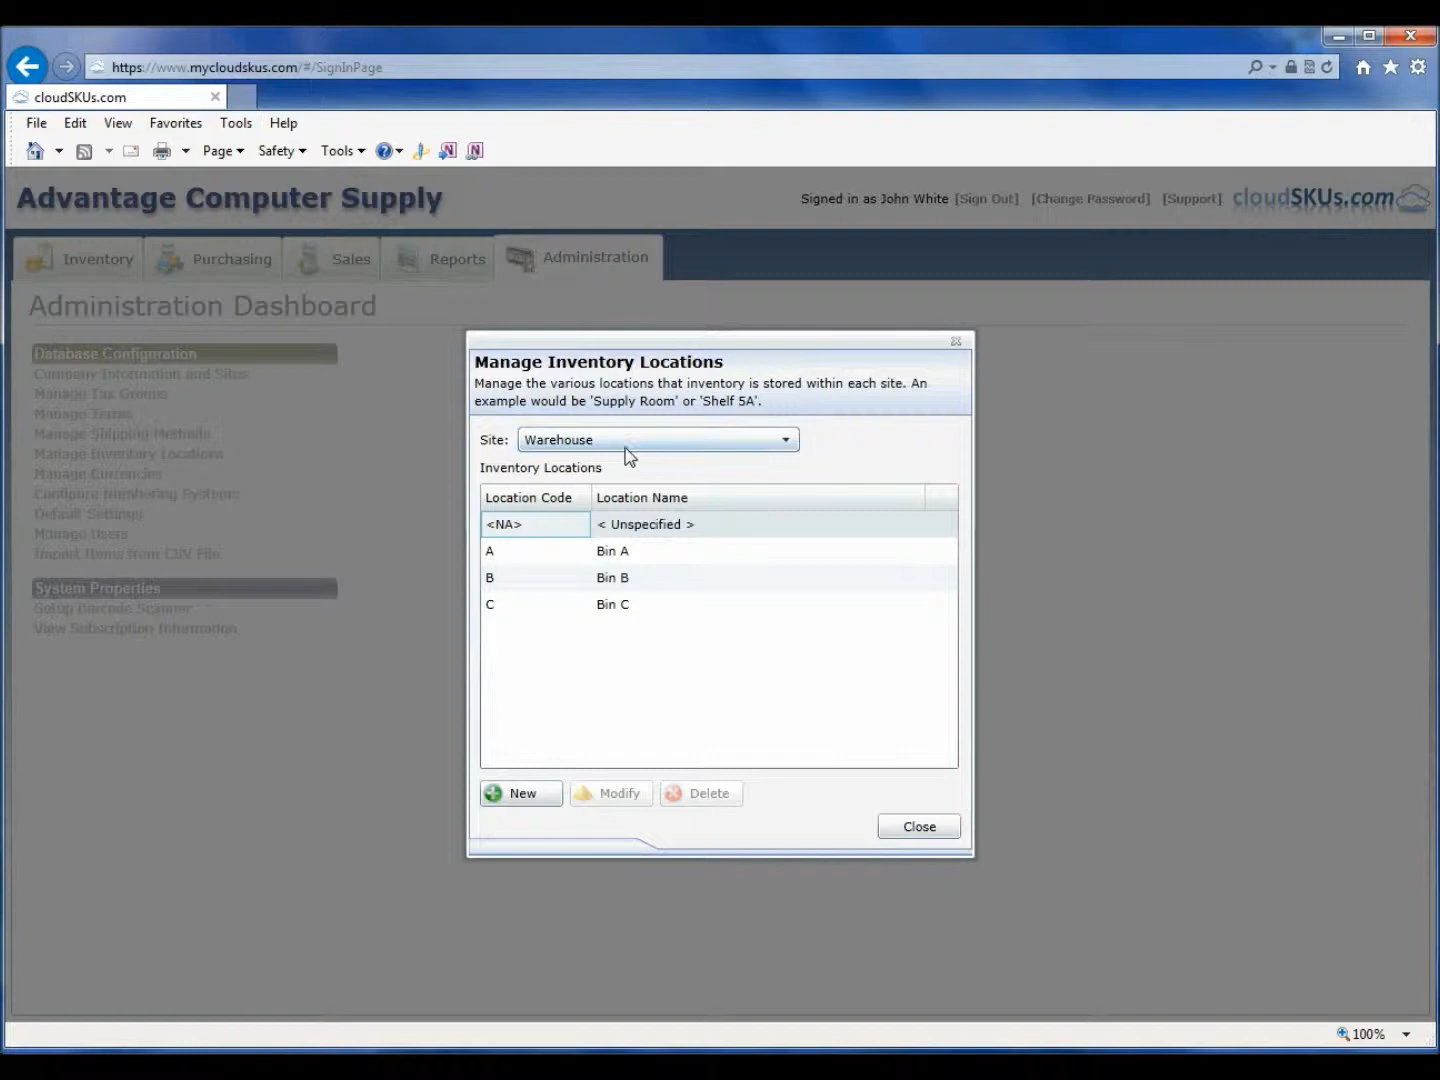 https://www.mycloudskus.com/#/SignInPage
cloudSKUs.com
File Edit View Favorites Tools Help
Page Safety Tools
Advantage Computer Supply
Signed in as John White [Sign Out] [Change Password] [Support] cloudSKUs.com
Inventory Purchasing Sales Reports Administration
Administration Dashboard
Database Configuration
Company Information and Sites
Manage Tax Groups
Manage Terms
Manage Shipping Methods
Manage Inventory Locations
Manage Currencies
Configure Numbering Systems
Default Settings
Manage Users
Import Items from CSV File
System Properties
Setup Barcode Scanner
View Subscription Information
Manage Inventory Locations
Manage the various locations that inventory is stored within each site. An
example would be 'Supply Room' or 'Shelf 5A'.
Site: Warehouse
Inventory Locations
Location Code Location Name
<NA> < Unspecified >
A Bin A
B Bin B
C Bin C
New Modify Delete
Close
100%